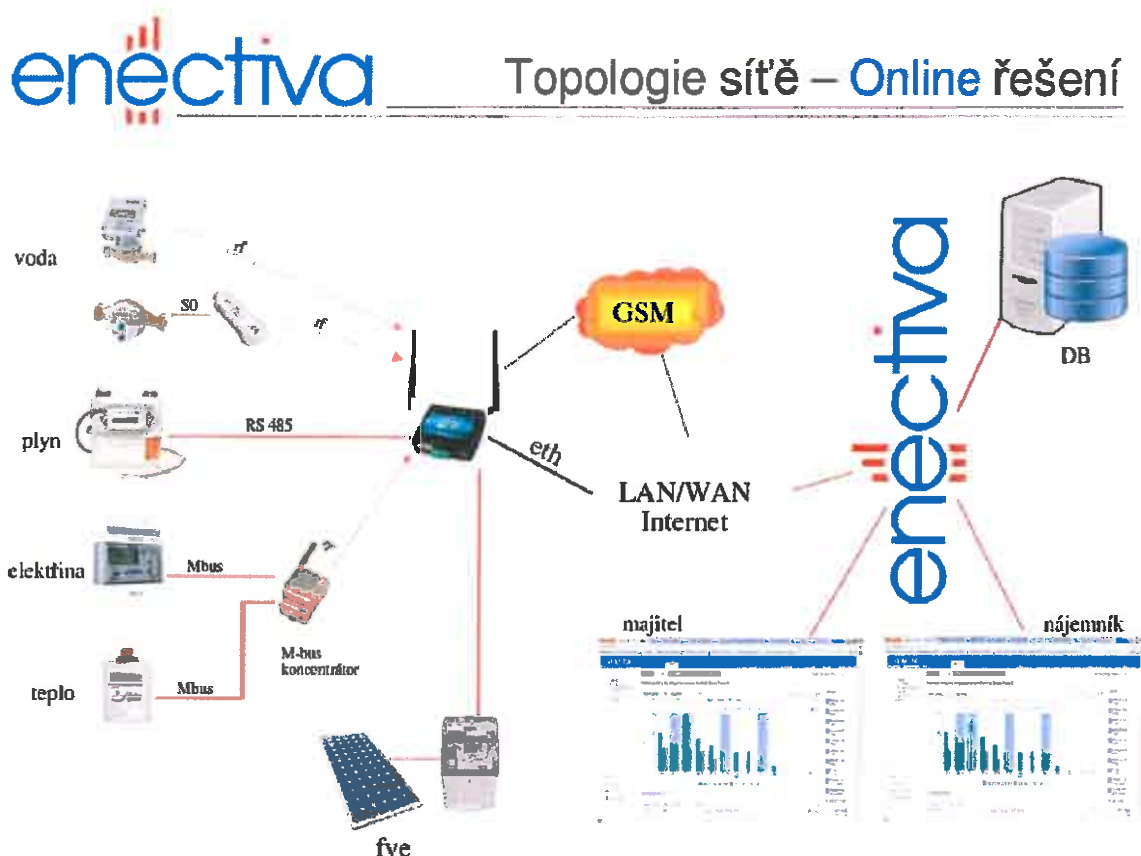 enectiva
Topologie síťě – Online řešení
voda
rf
S0
rf
GSM
DB
plyn
RS 485
eth
LAN/WAN
Internet
enectiva
elektřina
Mbus
M-bus
koncentrátor
teplo
Mbus
majitel
nájemník
fve